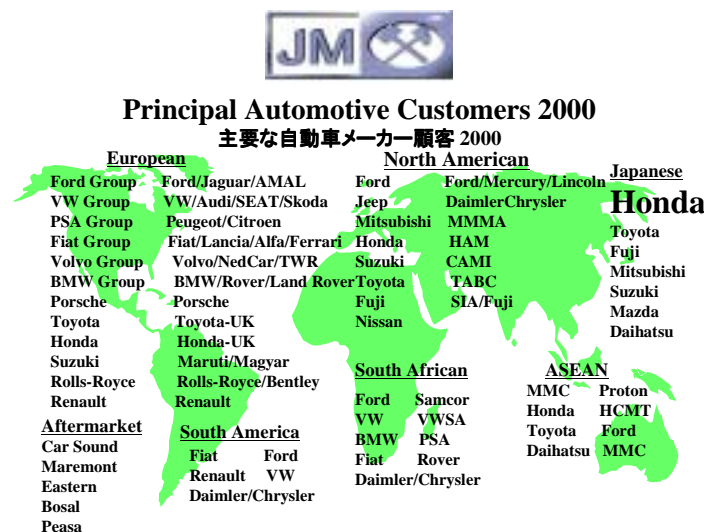 JM
Principal Automotive Customers 2000
主要な自動車メーカー顧客 2000
European
Ford Group Ford/Jaguar/AMAL
VW Group VW/Audi/SEAT/Skoda
PSA Group Peugeot/Citroen
Fiat Group Fiat/Lancia/Alfa/Ferrari
Volvo Group Volvo/NedCar/TWR
BMW Group BMW/Rover/Land Rover
Porsche Porsche
Toyota Toyota-UK
Honda Honda-UK
Suzuki Maruti/Magyar
Rolls-Royce Rolls-Royce/Bentley
Renault Renault
North American
Ford Ford/Mercury/Lincoln
Jeep DaimlerChrysler
Mitsubishi MMMA
Honda HAM
Suzuki CAMI
Toyota TABC
Fuji SIA/Fuji
Nissan
Japanese
Honda
Toyota
Fuji
Mitsubishi
Suzuki
Mazda
Daihatsu
Aftermarket
Car Sound
Maremont
Eastern
Bosal
Peasa
South America
Fiat Ford
Renault VW
Daimler/Chrysler
South African
Ford Samcor
VW VWSA
BMW PSA
Fiat Rover
Daimler/Chrysler
ASEAN
MMC Proton
Honda HCMT
Toyota Ford
Daihatsu MMC